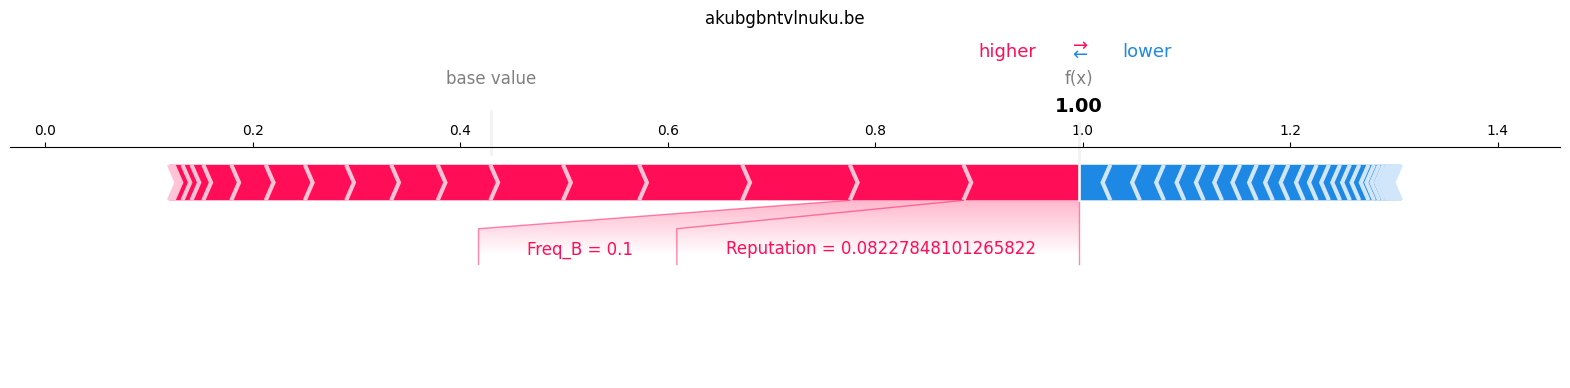 akubgbntvlnuku.be
higher → ← lower
base value f(x)
1.00
0.0 0.2 0.4 0.6 0.8 1.0 1.2 1.4
Freq_B = 0.1 Reputation = 0.08227848101265822